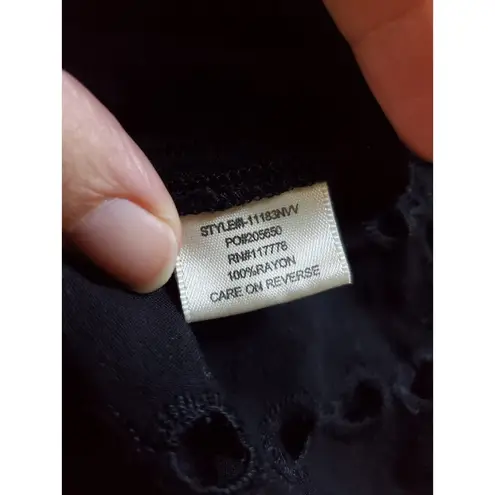 STYLE#I-11183NVV
PO#205650
RN#117778
100%RAYON
CARE ON REVERSE